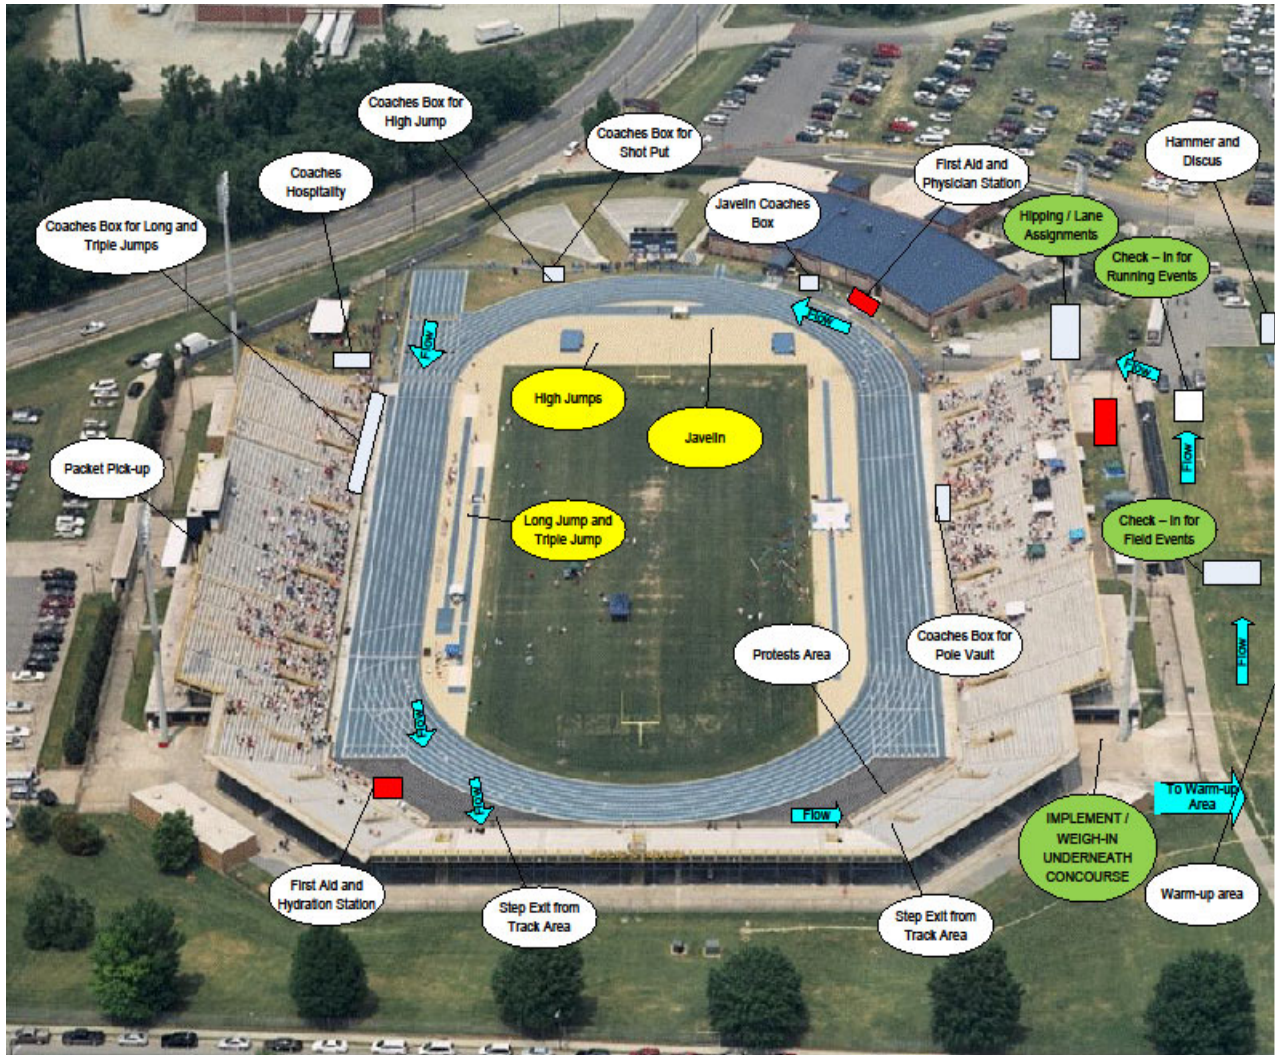 Coaches Box for
High Jump
Coaches Box for
Shot Put
Hammer and
Discus
Coaches
Hospitality
First Aid and
Physician Station
Javelin Coaches
Box
Hipping / Lane
Assignments
Coaches Box for Long and
Triple Jumps
Check – In for
Running Events
Flow
Flow
Flow
High Jumps
Javelin
Packet Pick-up
Flow
Long Jump and
Triple Jump
Check – In for
Field Events
Coaches Box for
Pole Vault
Protests Area
Flow
Flow
Flow
Flow
To Warm-up
Area
IMPLEMENT /
WEIGH-IN
UNDERNEATH
CONCOURSE
First Aid and
Hydration Station
Step Exit from
Track Area
Step Exit from
Track Area
Warm-up area